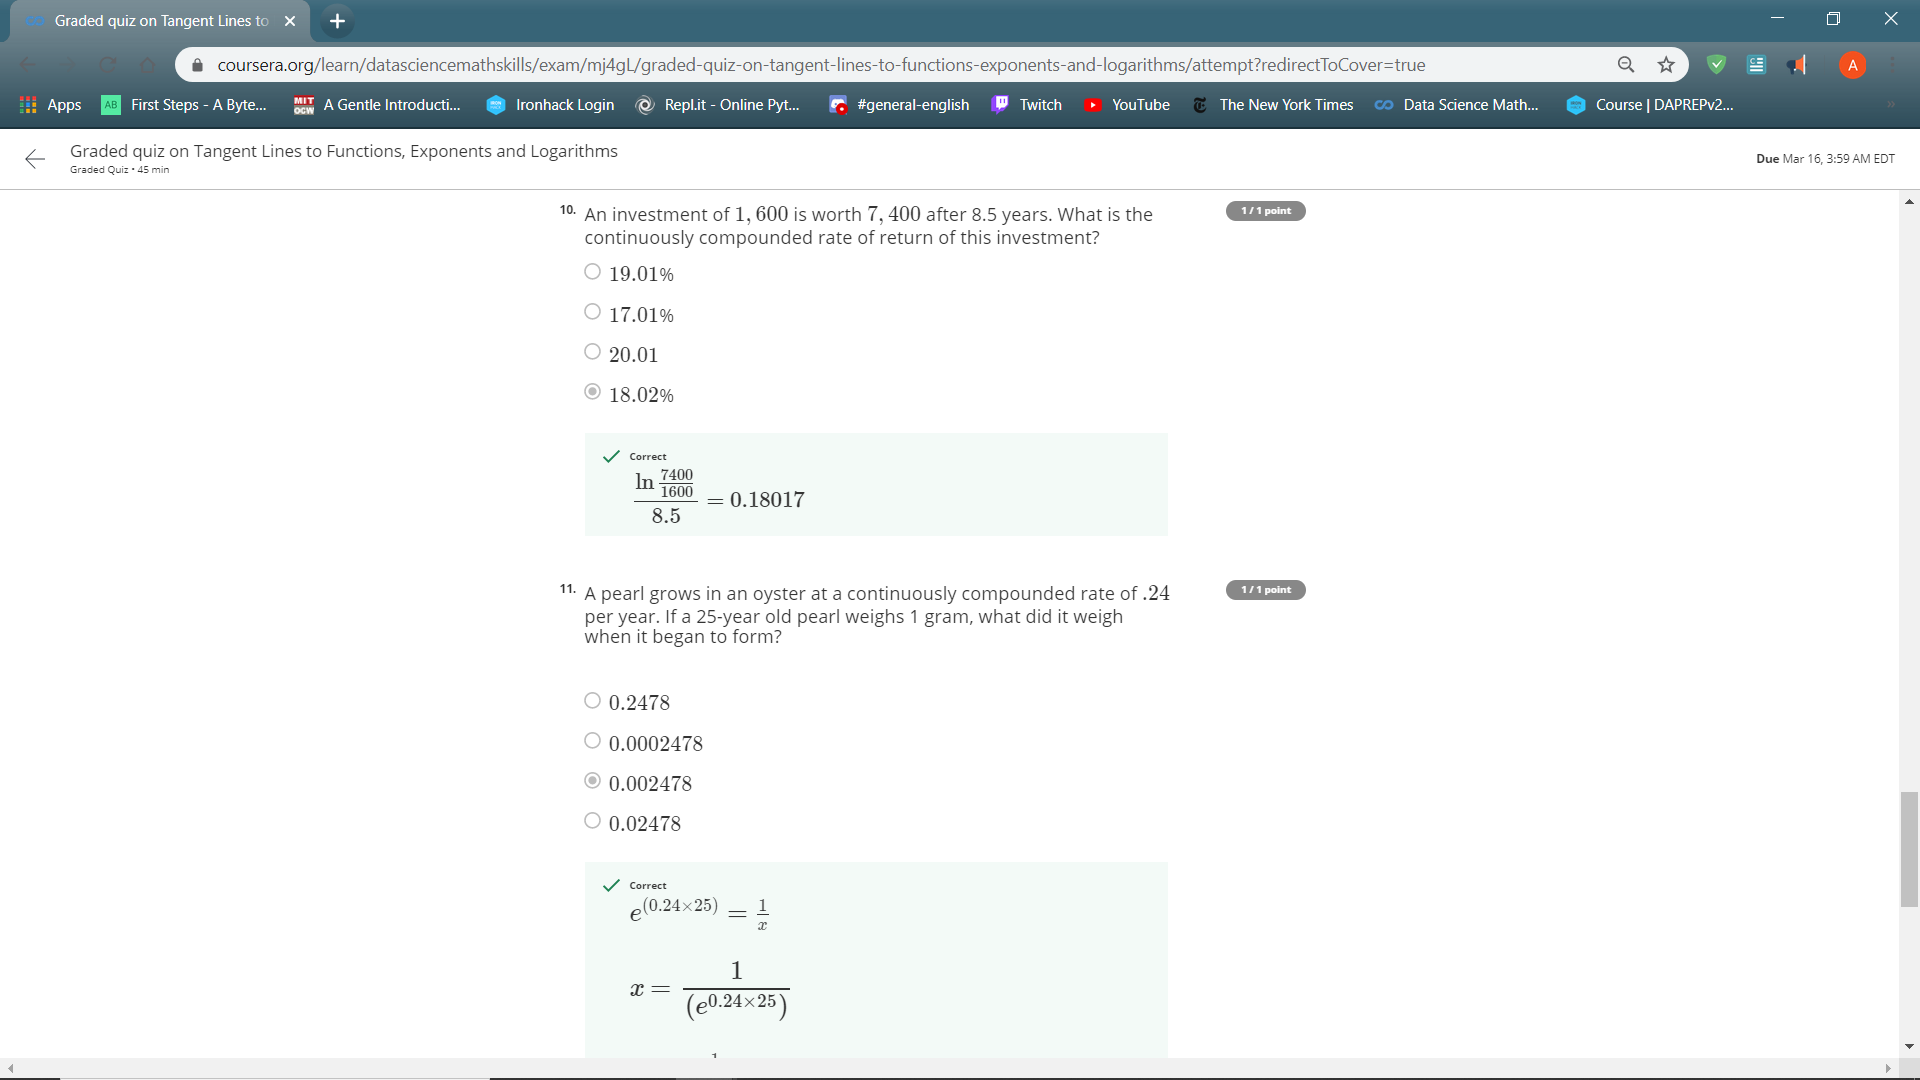 Graded quiz on Tangent Lines to
coursera.org/learn/datasciencemathskills/exam/mj4gL/graded-quiz-on-tangent-lines-to-functions-exponents-and-logarithms/attempt?redirectToCover=true
A
Apps AB First Steps - A Byte... MIT OCW A Gentle Introducti... Ironhack Login Repl.it - Online Pyt... #general-english Twitch YouTube The New York Times Data Science Math... Course | DAPREPv2... »
Graded quiz on Tangent Lines to Functions, Exponents and Logarithms
Graded Quiz • 45 min
Due Mar 16, 3:59 AM EDT
10. An investment of 1, 600 is worth 7, 400 after 8.5 years. What is the
continuously compounded rate of return of this investment?
1 / 1 point
19.01%
17.01%
20.01
18.02%
Correct
ln 7400/1600 / 8.5 = 0.18017
11. A pearl grows in an oyster at a continuously compounded rate of .24
per year. If a 25-year old pearl weighs 1 gram, what did it weigh
when it began to form?
1 / 1 point
0.2478
0.0002478
0.002478
0.02478
Correct
e^(0.24×25) = 1/x
x = 1/(e^0.24×25)